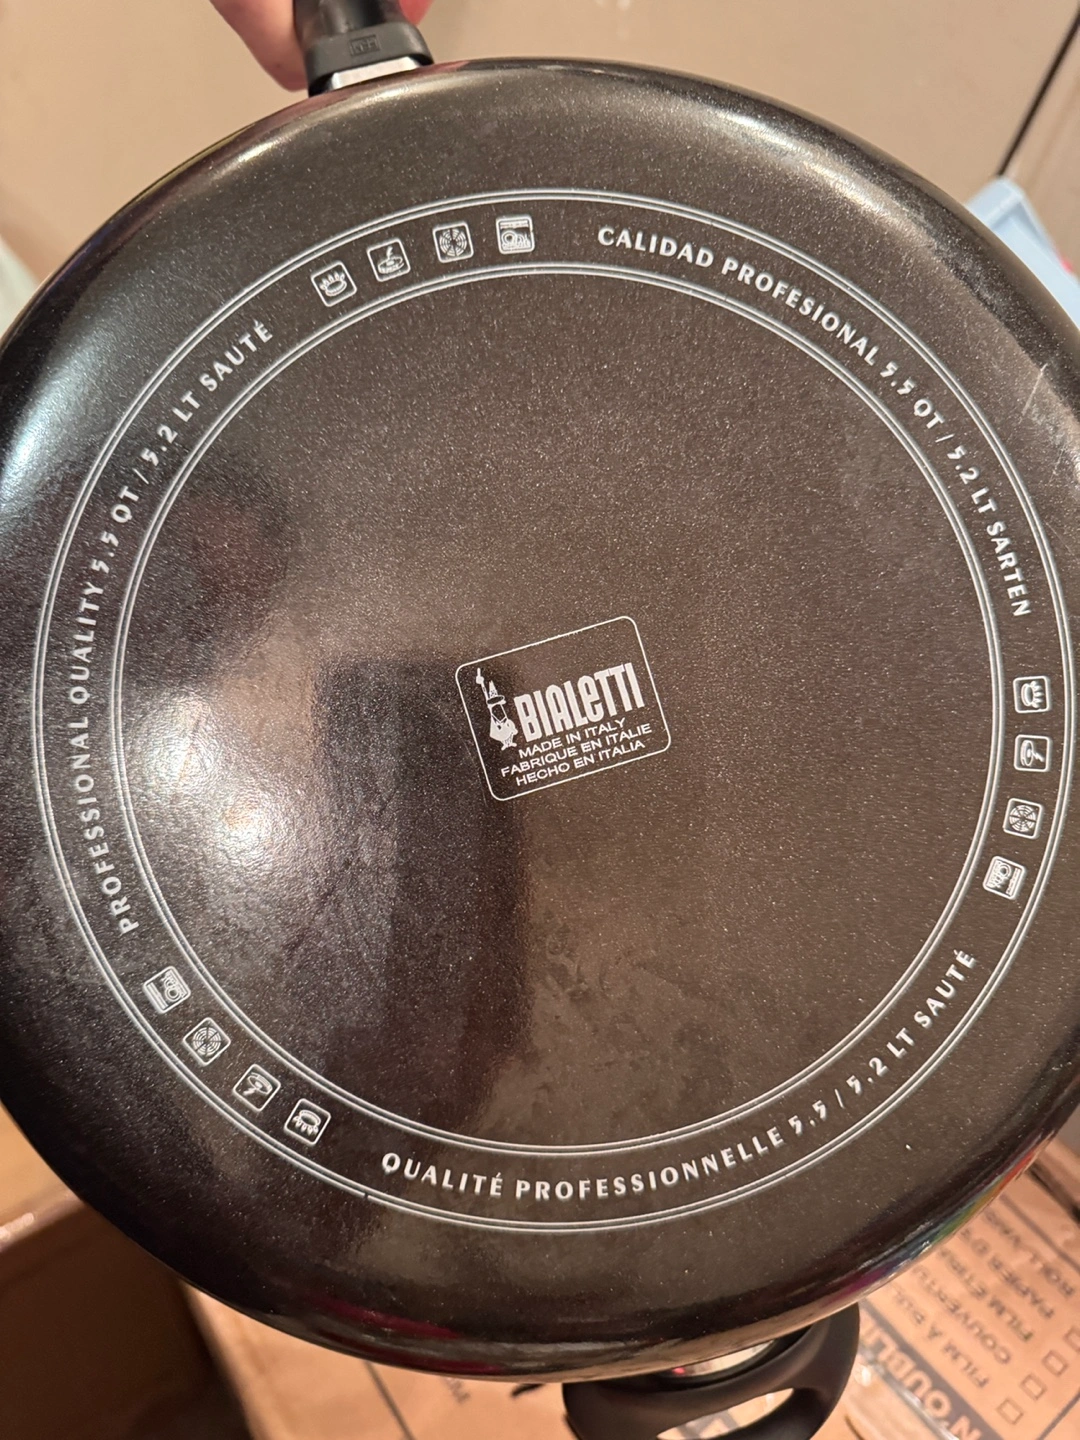 PROFESSIONAL QUALITY 5.5 QT / 5.2 LT SAUTÉ
CALIDAD PROFESIONAL 5.5 QT / 5.2 LT SARTEN
QUALITÉ PROFESSIONNELLE 5.5 / 5.2 LT SAUTÉ
BIALETTI
MADE IN ITALY
FABRIQUE EN ITALIE
HECHO EN ITALIA